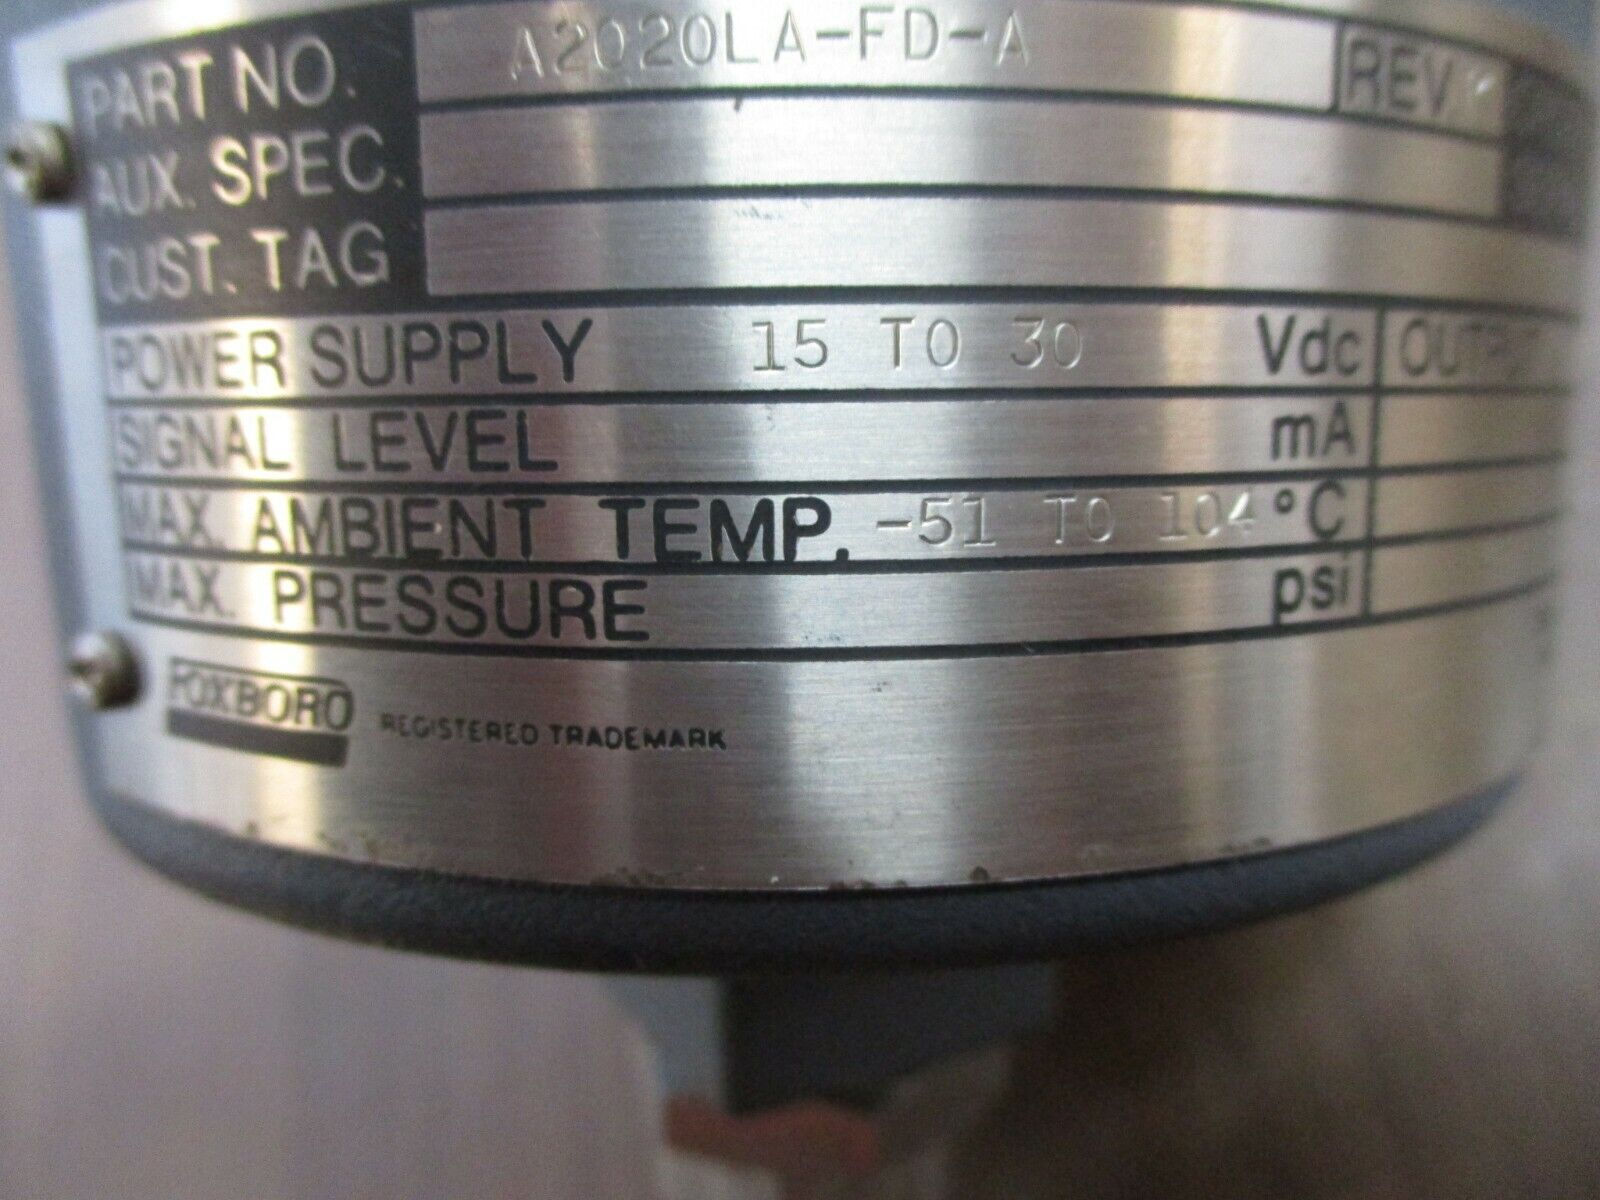 PART NO. A2020LA-FD-A REV
AUX. SPEC.
CUST. TAG
POWER SUPPLY 15 TO 30 Vdc OUTPUT
SIGNAL LEVEL mA
MAX. AMBIENT TEMP. -51 TO 104 °C
MAX. PRESSURE psi
FOXBORO REGISTERED TRADEMARK